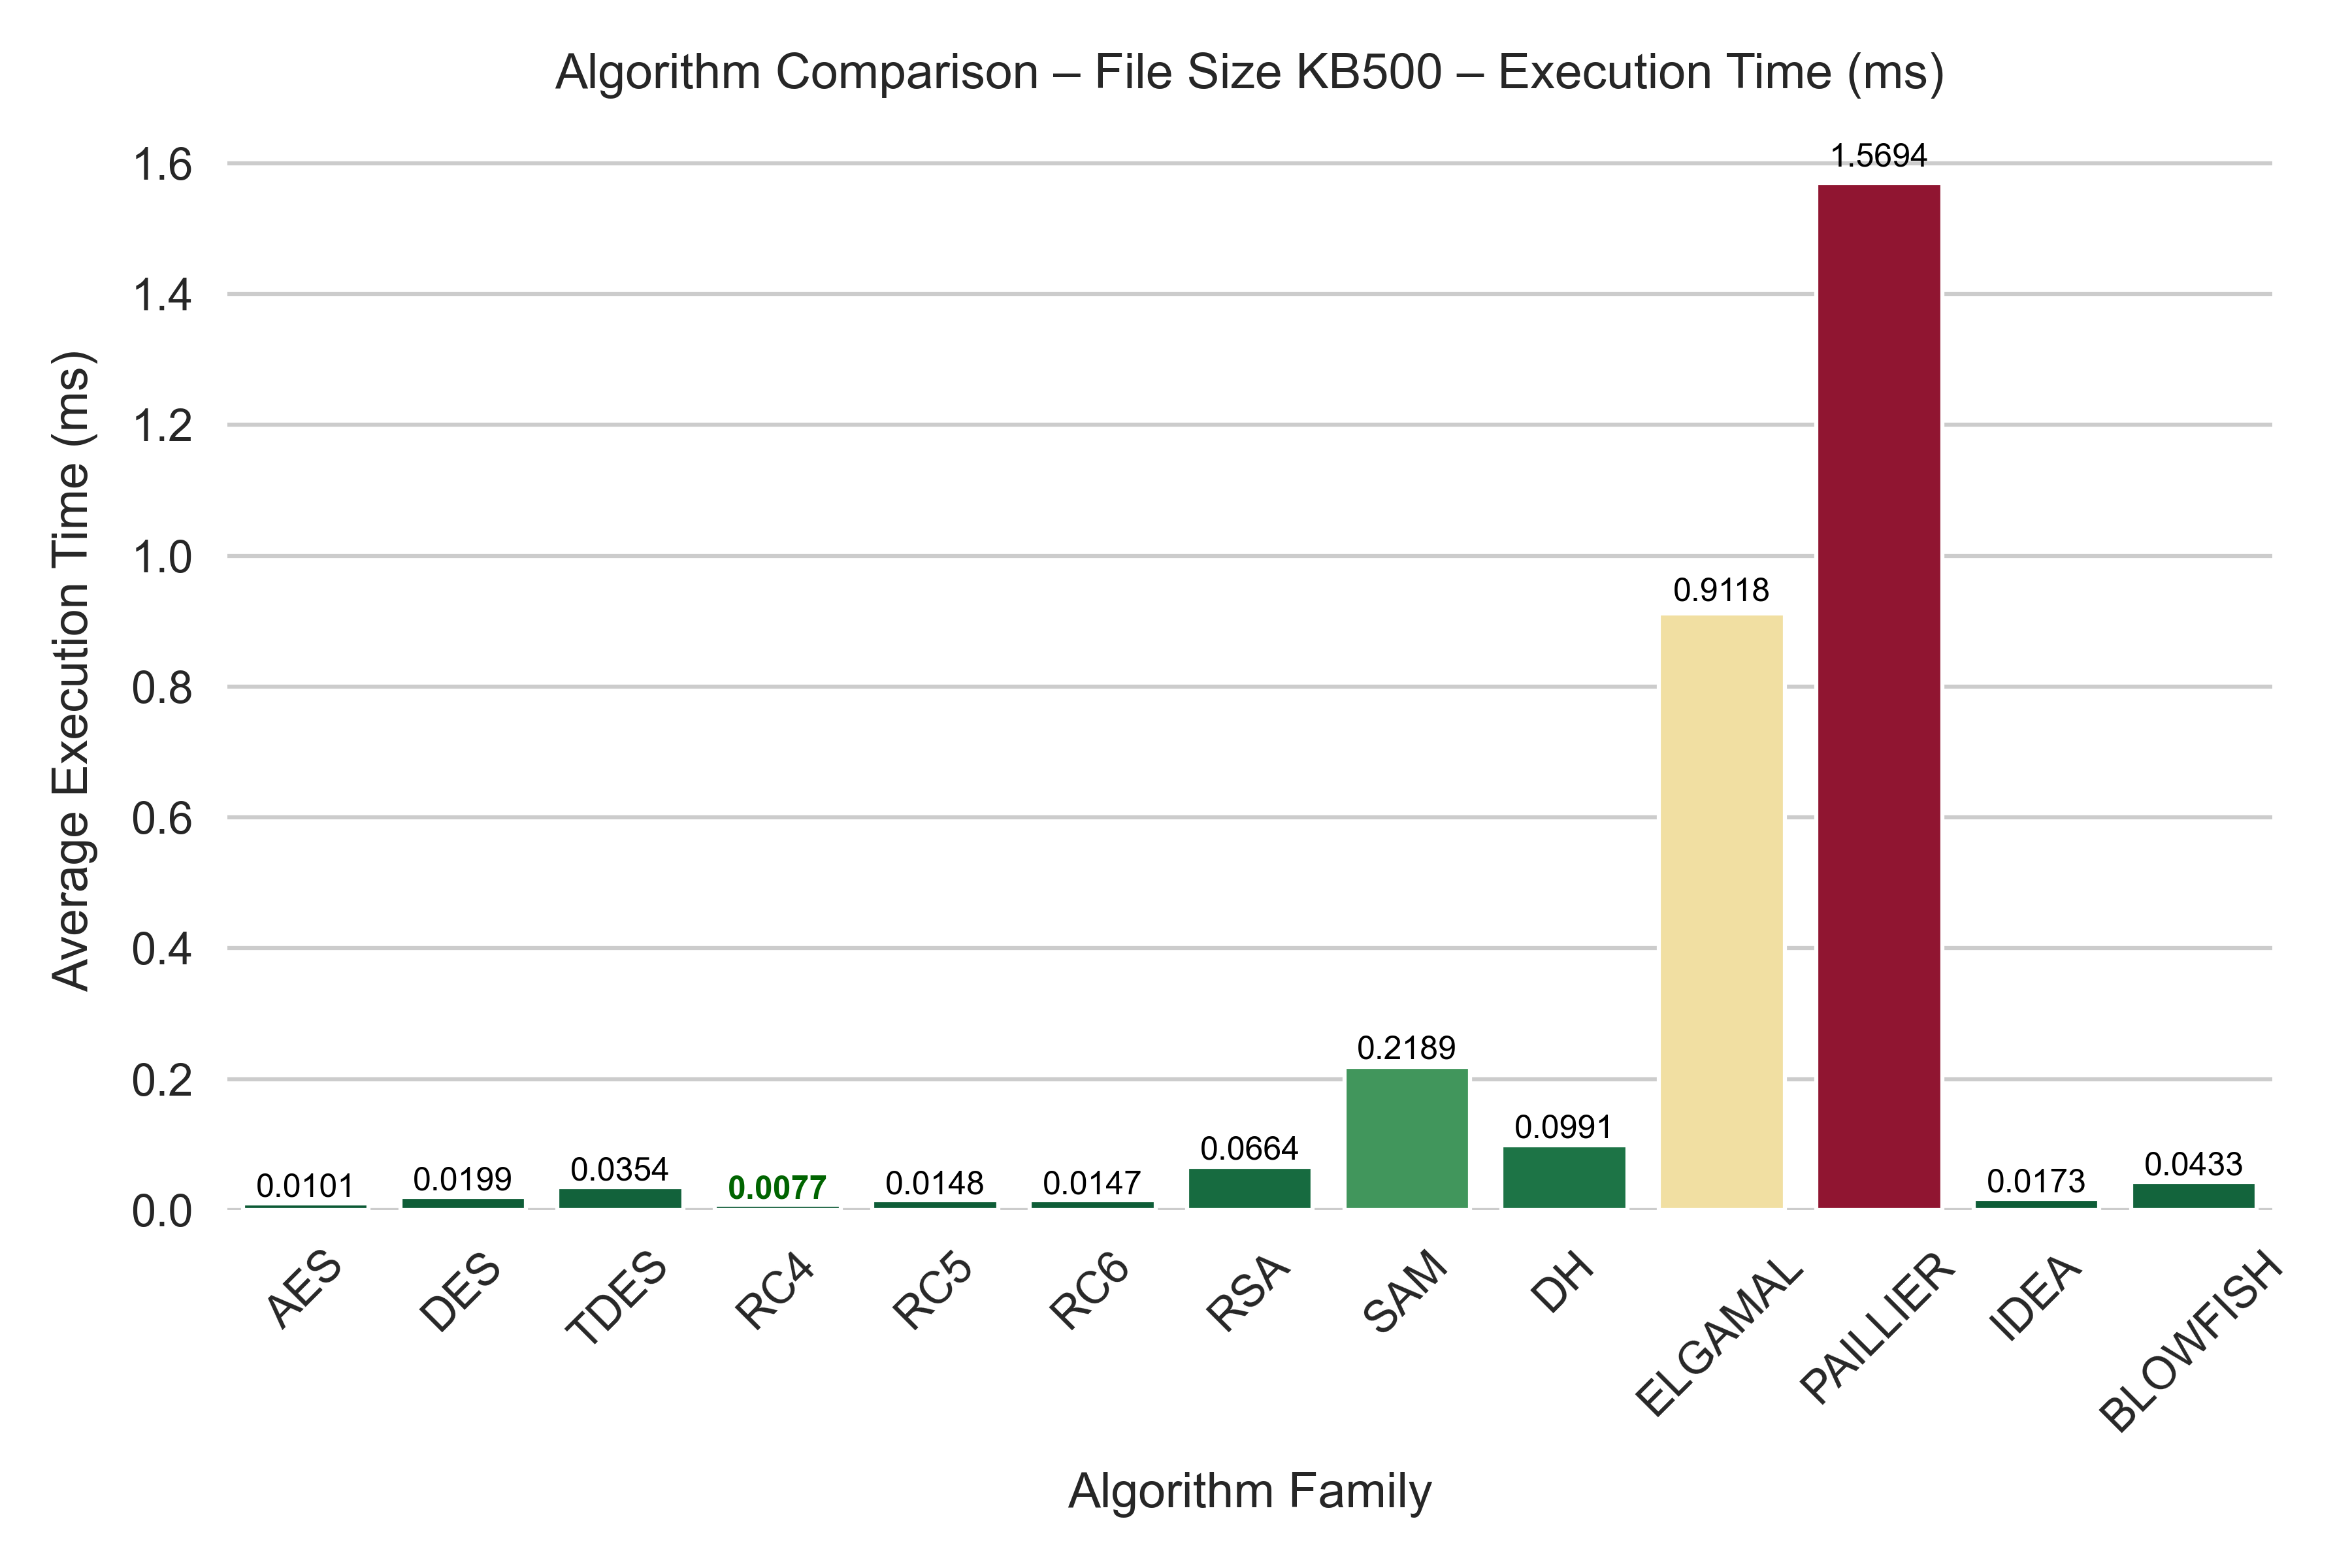 Algorithm Comparison – File Size KB500 – Execution Time (ms)
Average Execution Time (ms)
1.6
1.4
1.2
1.0
0.8
0.6
0.4
0.2
0.0
0.0101
0.0199
0.0354
0.0077
0.0148
0.0147
0.0664
0.2189
0.0991
0.9118
1.5694
0.0173
0.0433
AES
DES
TDES
RC4
RC5
RC6
RSA
SAM
DH
ELGAMAL
PAILLIER
IDEA
BLOWFISH
Algorithm Family